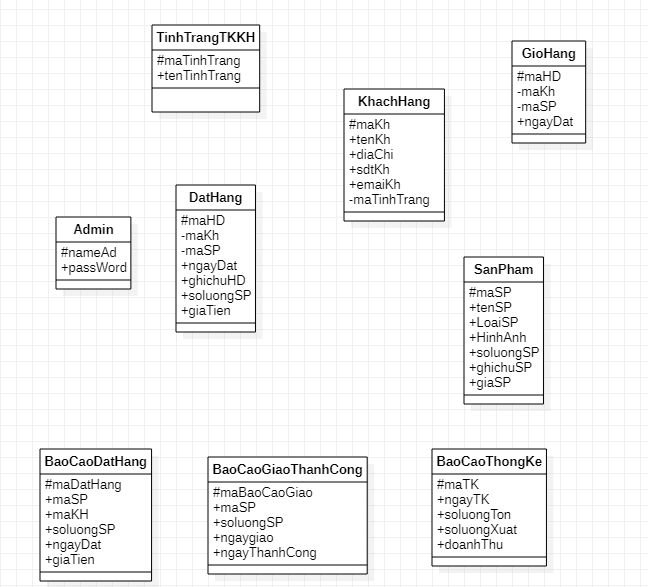 TinhTrangTKKH
#maTinhTrang
+tenTinhTrang
GioHang
#maHD
-maKh
-maSP
+ngayDat
KhachHang
#maKh
+tenKh
+diaChi
+sdtKh
+emaiKh
-maTinhTrang
DatHang
#maHD
-maKh
-maSP
+ngayDat
+ghichuHD
+soluongSP
+giaTien
Admin
#nameAd
+passWord
SanPham
#maSP
+tenSP
+LoaiSP
+HinhAnh
+soluongSP
+ghichuSP
+giaSP
BaoCaoDatHang
#maDatHang
+maSP
+maKH
+soluongSP
+ngayDat
+giaTien
BaoCaoGiaoThanhCong
#maBaoCaoGiao
+maSP
+soluongSP
+ngaygiao
+ngayThanhCong
BaoCaoThongKe
#maTK
+ngayTK
+soluongTon
+soluongXuat
+doanhThu